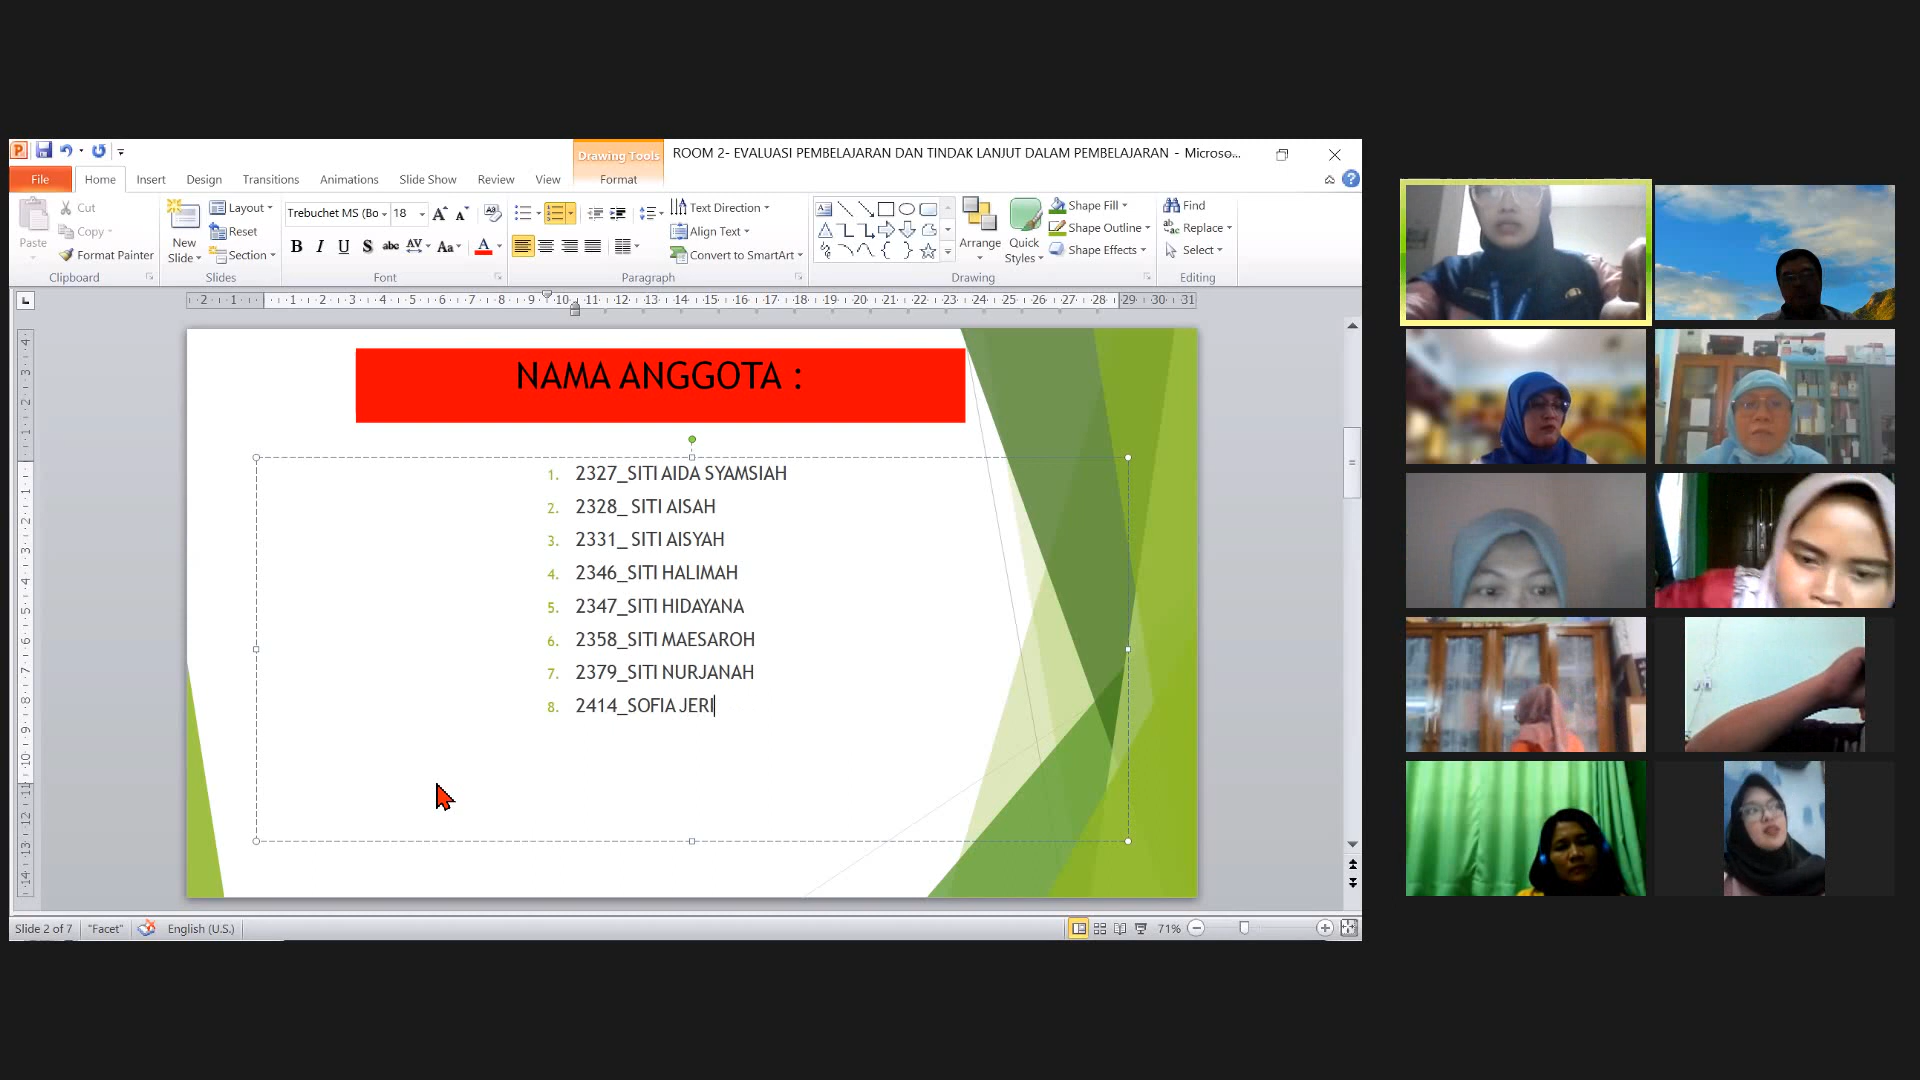 ROOM 2- EVALUASI PEMBELAJARAN DAN TINDAK LANJUT DALAM PEMBELAJARAN - Microso...
Drawing Tools
File Home Insert Design Transitions Animations Slide Show Review View Format
Paste
Cut
Copy
Format Painter
Clipboard
New Slide
Layout
Reset
Section
Slides
Trebuchet MS (Bo 18
B I U S abc AV Aa A
Font
Text Direction
Align Text
Convert to SmartArt
Paragraph
Arrange
Quick Styles
Shape Fill
Shape Outline
Shape Effects
Drawing
Find
Replace
Select
Editing
NAMA ANGGOTA :
1. 2327_SITI AIDA SYAMSIAH
2. 2328_ SITI AISAH
3. 2331_ SITI AISYAH
4. 2346_SITI HALIMAH
5. 2347_SITI HIDAYANA
6. 2358_SITI MAESAROH
7. 2379_SITI NURJANAH
8. 2414_SOFIA JERI
Slide 2 of 7 "Facet" English (U.S.) 71%